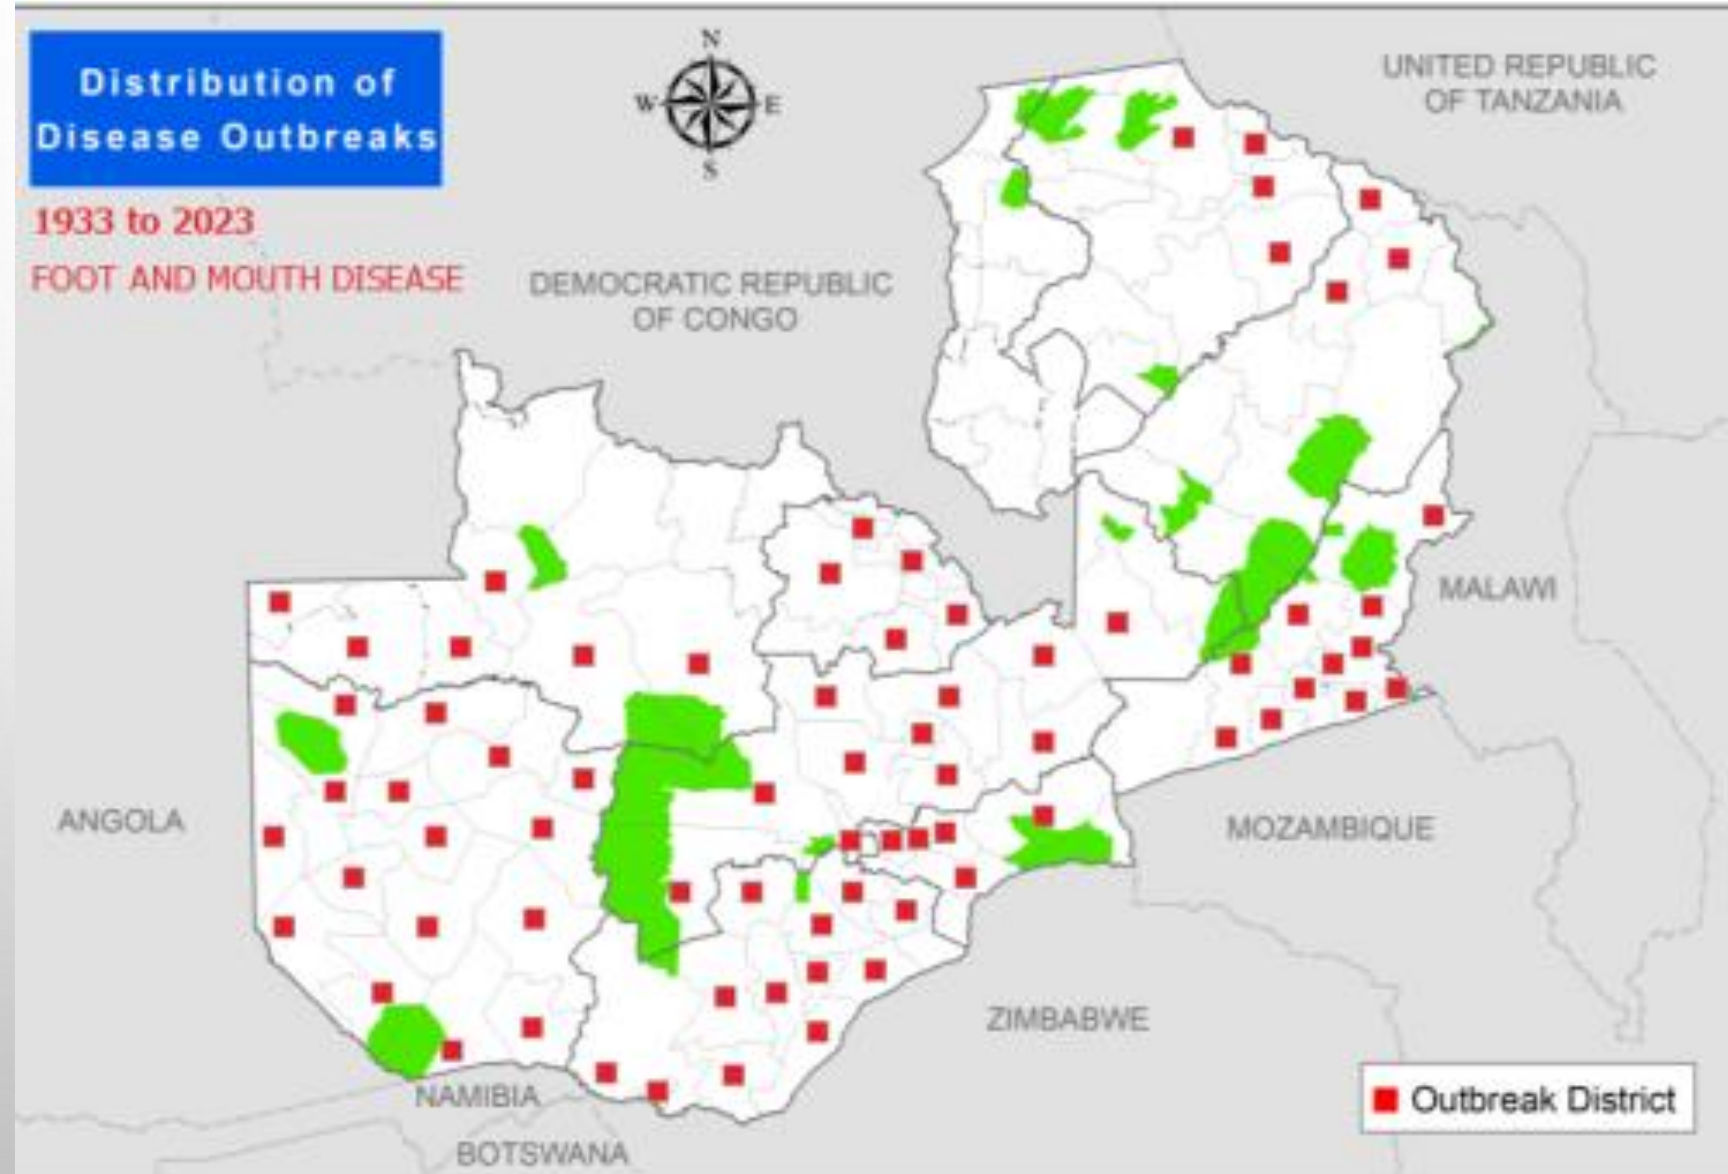 Distribution of
Disease Outbreaks
1933 to 2023
FOOT AND MOUTH DISEASE
N
W
E
S
UNITED REPUBLIC
OF TANZANIA
DEMOCRATIC REPUBLIC
OF CONGO
MALAWI
ANGOLA
MOZAMBIQUE
ZIMBABWE
NAMIBIA
BOTSWANA
Outbreak District